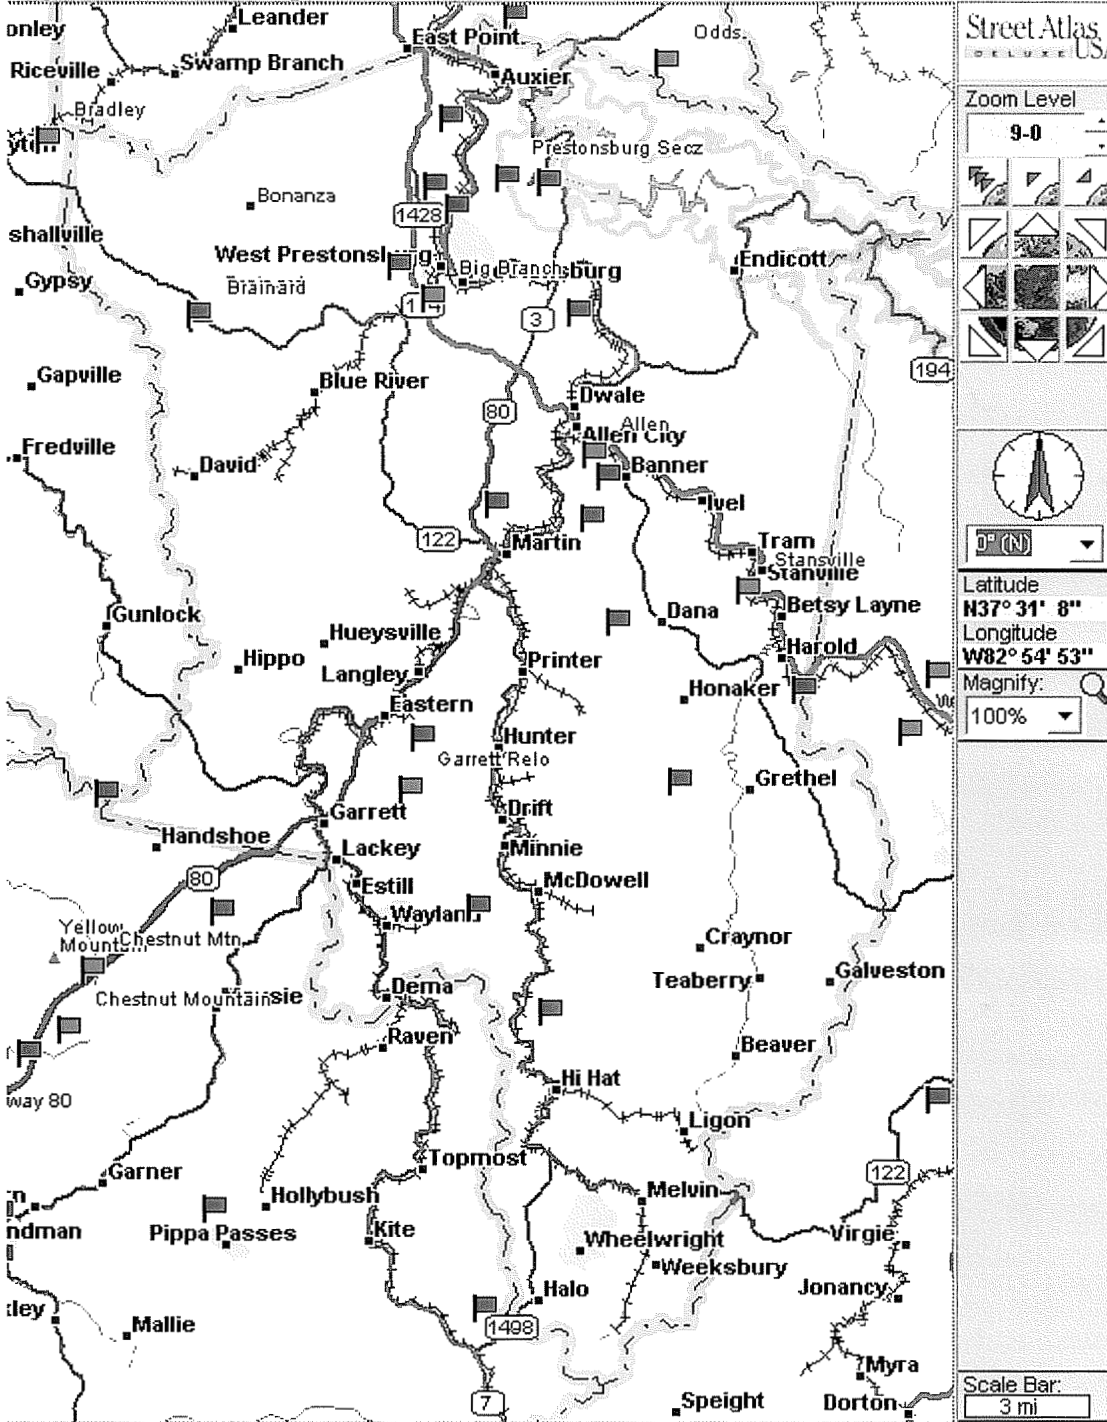 Leander
onley
East Point
Odds
Street Atlas
DELUXE USA
Riceville
Swamp Branch
Auxier
Zoom Level
9-0
Bradley
Prestonsburg Secz
Bonanza
1428
shallville
West Prestonsburg
Big Branch
sburg
Endicott
Gypsy
Brainard
3
194
Gapville
Blue River
Dwale
80
Allen
Allen City
Fredville
David
Banner
Ivel
0° (N)
122
Martin
Tram
Stansville
Stanville
Latitude
N37° 31' 8"
Gunlock
Dana
Betsy Layne
Hueysville
Harold
Longitude
W82° 54' 53"
Hippo
Langley
Printer
Honaker
Magnify:
100%
Eastern
Hunter
Garrett Relo
Grethel
Garrett
Drift
Handshoe
Lackey
Minnie
80
Estill
McDowell
Wayland
Yellow
Mountain
Chestnut Mtn
Craynor
Teaberry
Galveston
Chestnut Mountain
sie
Dema
Raven
Beaver
way 80
Hi Hat
Ligon
Topmost
Garner
122
Hollybush
Melvin
ndman
Pippa Passes
Kite
Wheelwright
Virgie
Weeksbury
Jonancy
kley
Halo
Mallie
1498
Myra
Scale Bar:
3 mi
7
Speight
Dorton